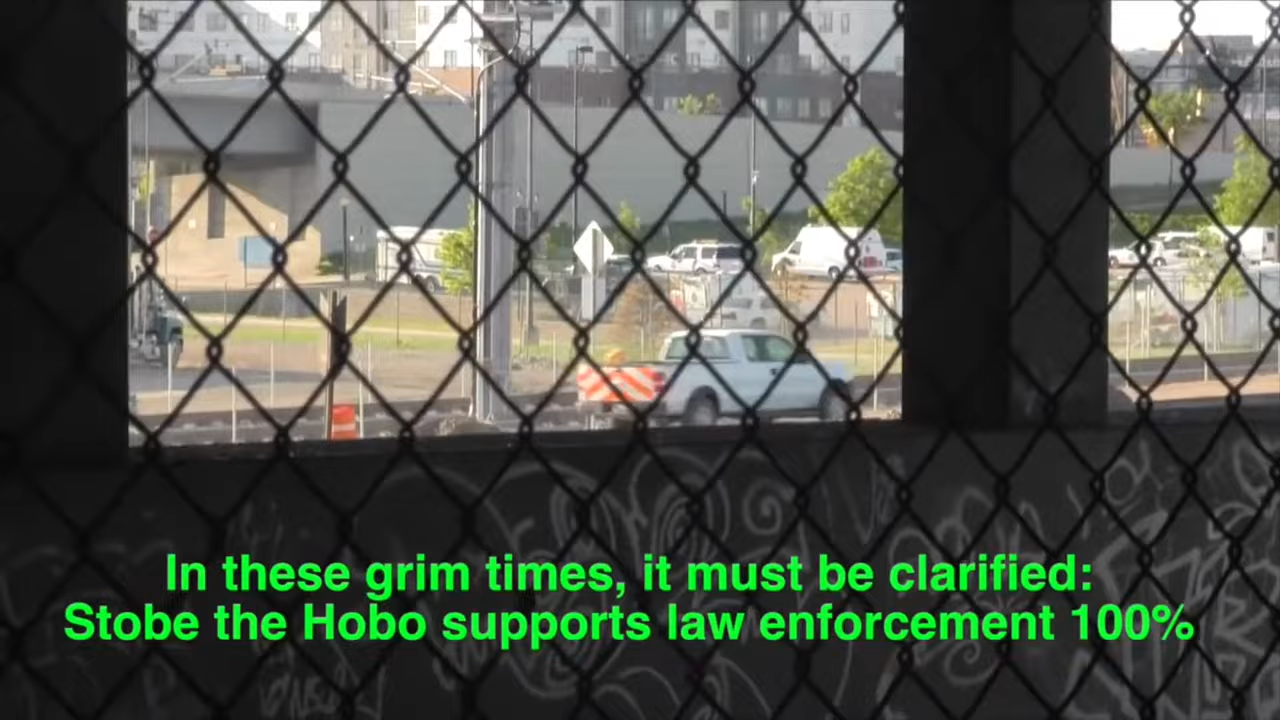 In these grim times, it must be clarified:
Stobe the Hobo supports law enforcement 100%